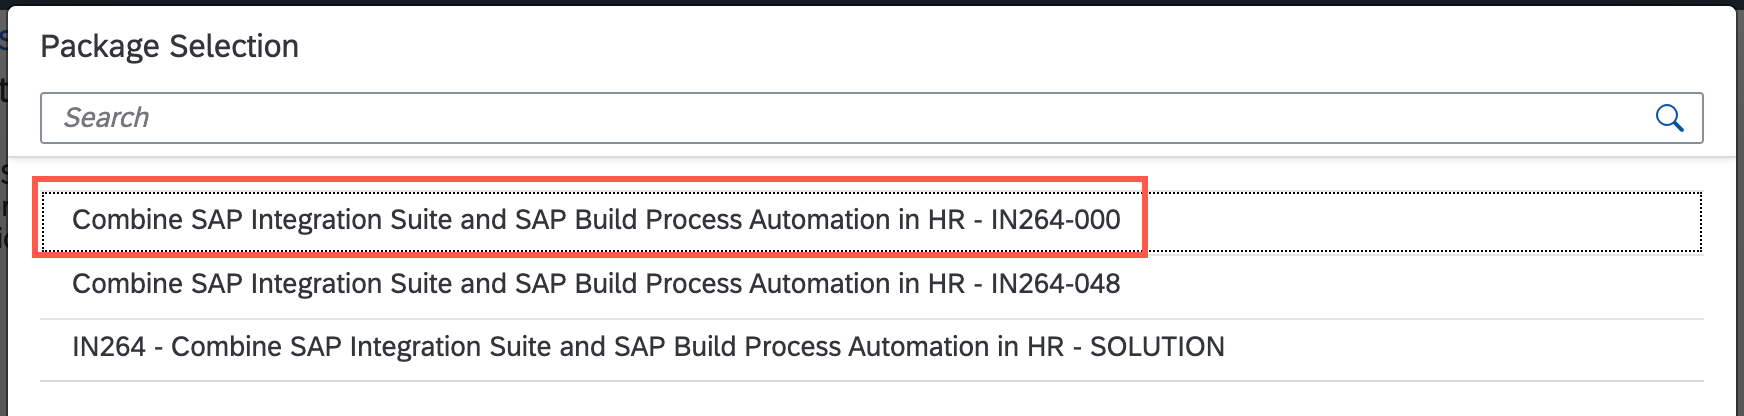 Package Selection
Search
Combine SAP Integration Suite and SAP Build Process Automation in HR - IN264-000
Combine SAP Integration Suite and SAP Build Process Automation in HR - IN264-048
IN264 - Combine SAP Integration Suite and SAP Build Process Automation in HR - SOLUTION